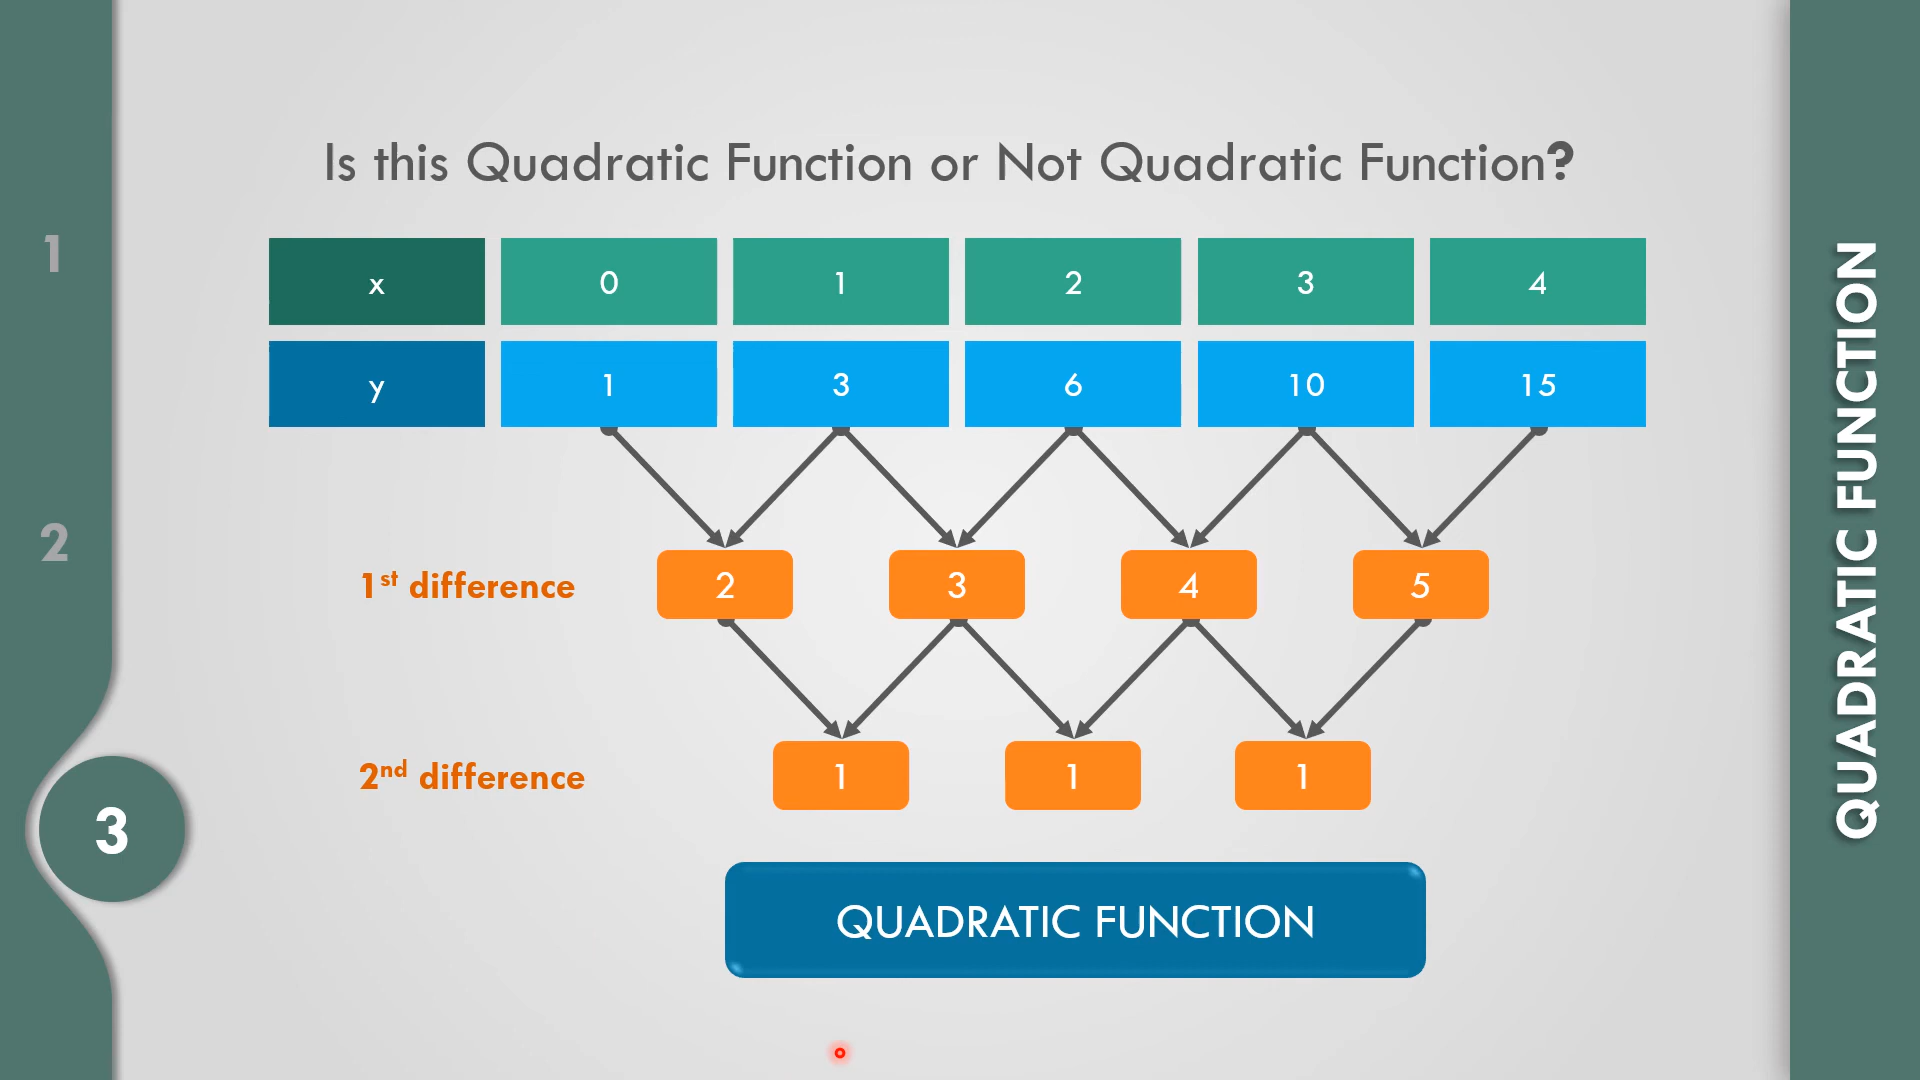 Is this Quadratic Function or Not Quadratic Function?
x 0 1 2 3 4
y 1 3 6 10 15
1st difference 2 3 4 5
2nd difference 1 1 1
QUADRATIC FUNCTION
1
2
3
QUADRATIC FUNCTION